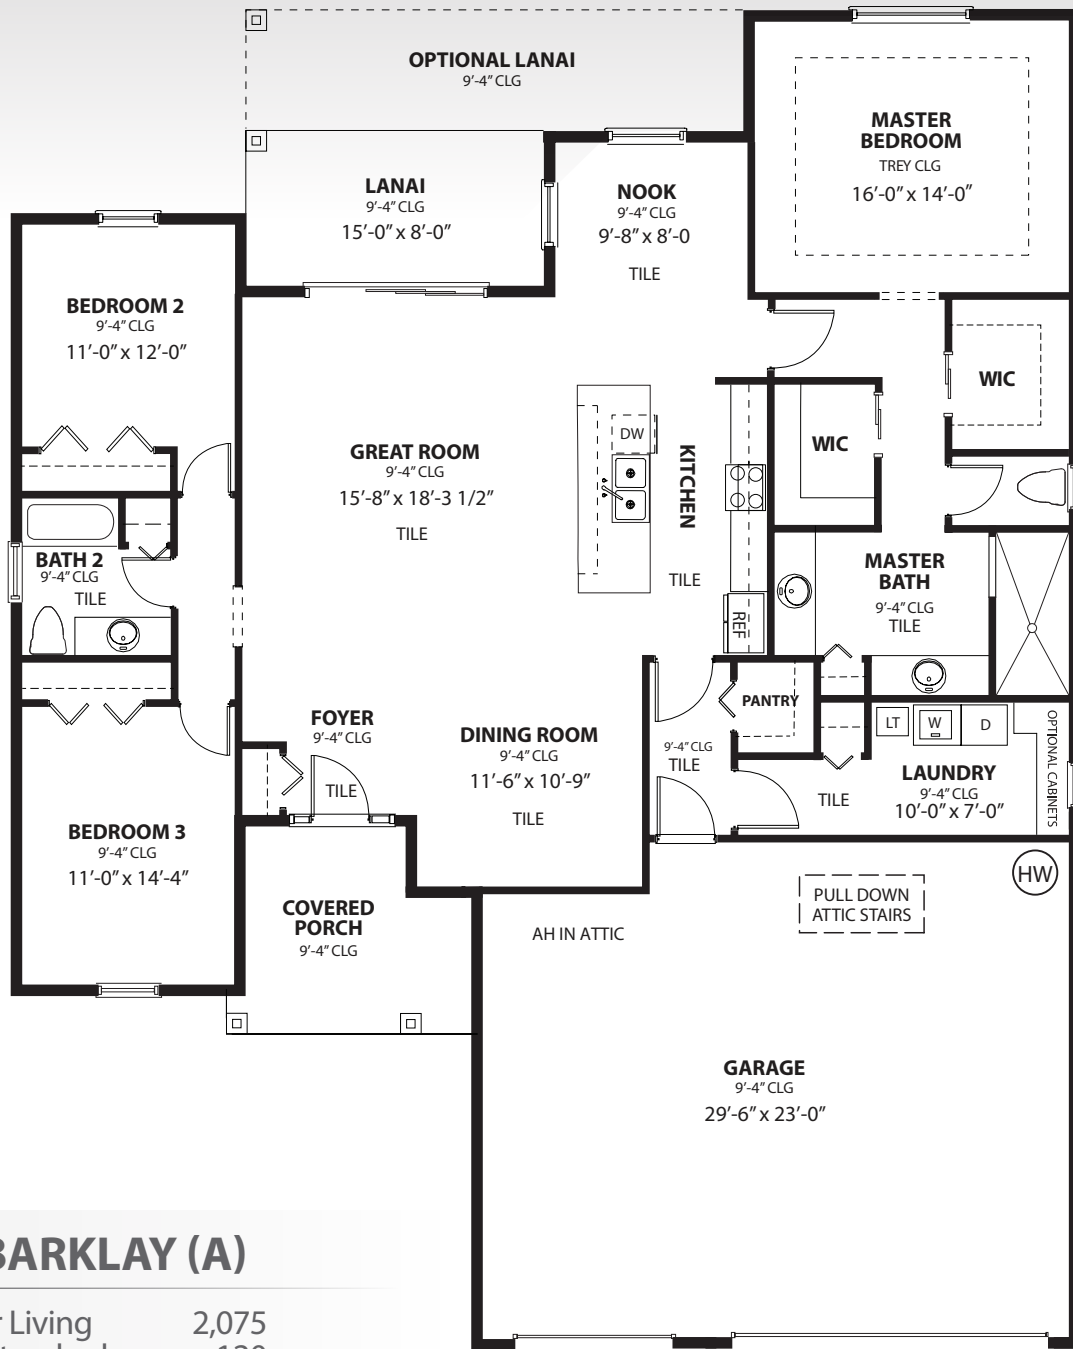 OPTIONAL LANAI
9'-4" CLG
MASTER
BEDROOM
TREY CLG
16'-0" x 14'-0"
LANAI
9'-4" CLG
15'-0" x 8'-0"
NOOK
9'-4" CLG
9'-8" x 8'-0
TILE
BEDROOM 2
9'-4" CLG
11'-0" x 12'-0"
WIC
WIC
GREAT ROOM
9'-4" CLG
15'-8" x 18'-3 1/2"
TILE
DW
KITCHEN
TILE
REF
BATH 2
9'-4" CLG
TILE
MASTER
BATH
9'-4" CLG
TILE
PANTRY
FOYER
9'-4" CLG
TILE
DINING ROOM
9'-4" CLG
11'-6" x 10'-9"
TILE
9'-4" CLG
TILE
LT
W
D
OPTIONAL CABINETS
LAUNDRY
9'-4" CLG
10'-0" x 7'-0"
TILE
BEDROOM 3
9'-4" CLG
11'-0" x 14'-4"
HW
PULL DOWN
ATTIC STAIRS
COVERED
PORCH
9'-4" CLG
AH IN ATTIC
GARAGE
9'-4" CLG
29'-6" x 23'-0"
BARKLAY (A)
r Living 2,075